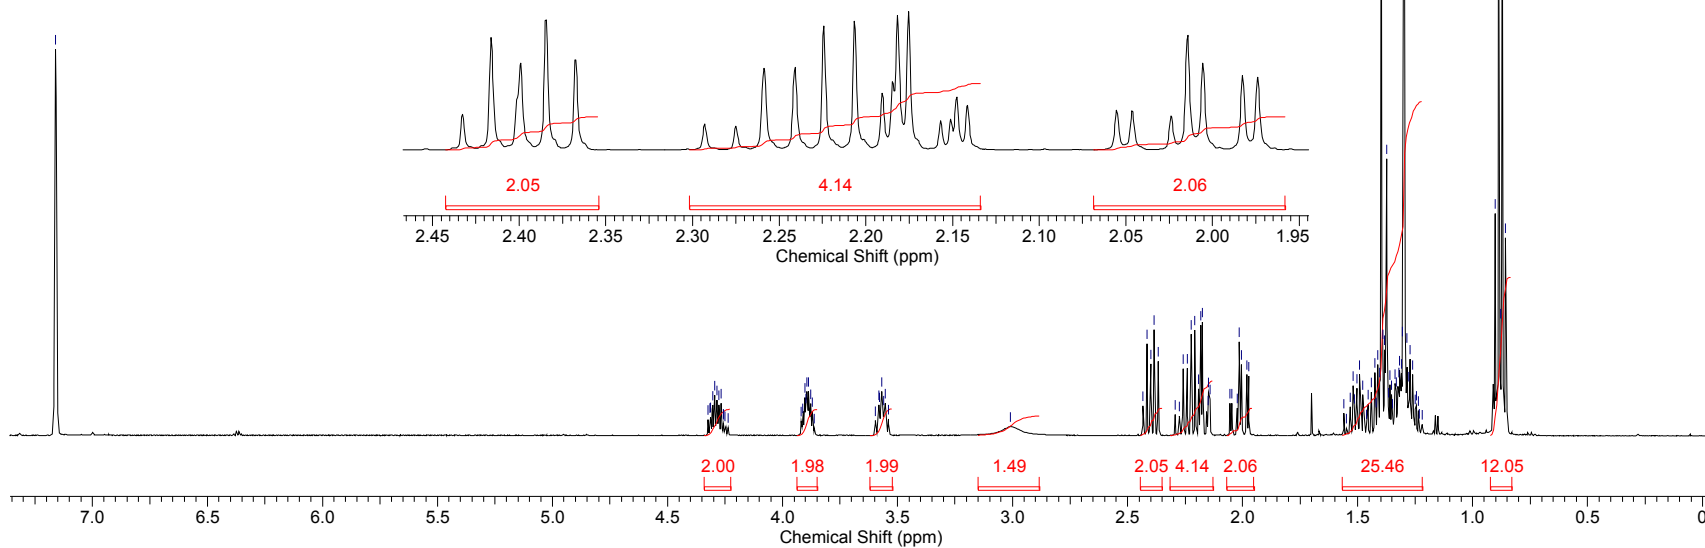 2.05 4.14 2.06
2.45 2.40 2.35 2.30 2.25 2.20 2.15 2.10 2.05 2.00 1.95
Chemical Shift (ppm)
2.00 1.98 1.99 1.49 2.05 4.14 2.06 25.46 12.05
7.0 6.5 6.0 5.5 5.0 4.5 4.0 3.5 3.0 2.5 2.0 1.5 1.0 0.5 0
Chemical Shift (ppm)